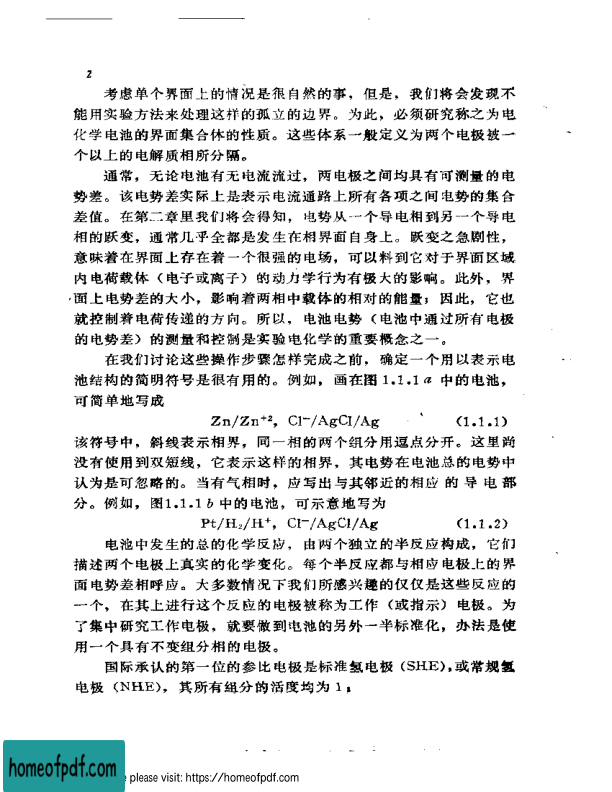 2
考虑单个界面上的情况是很自然的事，但是，我们将会发现不
能用实验方法来处理这样的孤立的边界。为此，必须研究称之为电
化学电池的界面集合体的性质。这些体系一般定义为两个电极被一
个以上的电解质相所分隔。
通常，无论电池有无电流流过，两电极之间均具有可测量的电
势差。该电势差实际上是表示电流通路上所有各项之间电势的集合
差值。在第二章里我们将会得知，电势从一个导电相到另一个导电
相的跃变，通常几乎全都是发生在相界面自身上。跃变之急剧性，
意味着在界面上存在着一个很强的电场，可以料到它对于界面区域
内电荷载体（电子或离子）的动力学行为有极大的影响。此外，界
面上电势差的大小，影响着两相中载体的相对的能量；因此，它也
就控制着电荷传递的方向。所以，电池电势（电池中通过所有电极
的电势差）的测量和控制是实验电化学的重要概念之一。
在我们讨论这些操作步骤怎样完成之前，确定一个用以表示电
池结构的简明符号是很有用的。例如，画在图1.1.1a 中的电池，
可简单地写成
Zn/Zn⁺², Cl⁻/AgCl/Ag (1.1.1)
该符号中，斜线表示相界，同一相的两个组分用逗点分开。这里尚
没有使用到双短线，它表示这样的相界，其电势在电池总的电势中
认为是可忽略的。当有气相时，应写出与其邻近的相应的导电部
分。例如，图1.1.1b中的电池，可示意地写为
Pt/H₂/H⁺, Cl⁻/AgCl/Ag (1.1.2)
电池中发生的总的化学反应，由两个独立的半反应构成，它们
描述两个电极上真实的化学变化。每个半反应都与相应电极上的界
面电势差相呼应。大多数情况下我们所感兴趣的仅仅是这些反应的
一个，在其上进行这个反应的电极被称为工作（或指示）电极。为
了集中研究工作电极，就要做到电池的另外一半标准化，办法是使
用一个具有不变组分相的电极。
国际承认的第一位的参比电极是标准氢电极（SHE），或常规氢
电极（NHE），其所有组分的活度均为1：
homeofpdf.com
please visit: https://homeofpdf.com